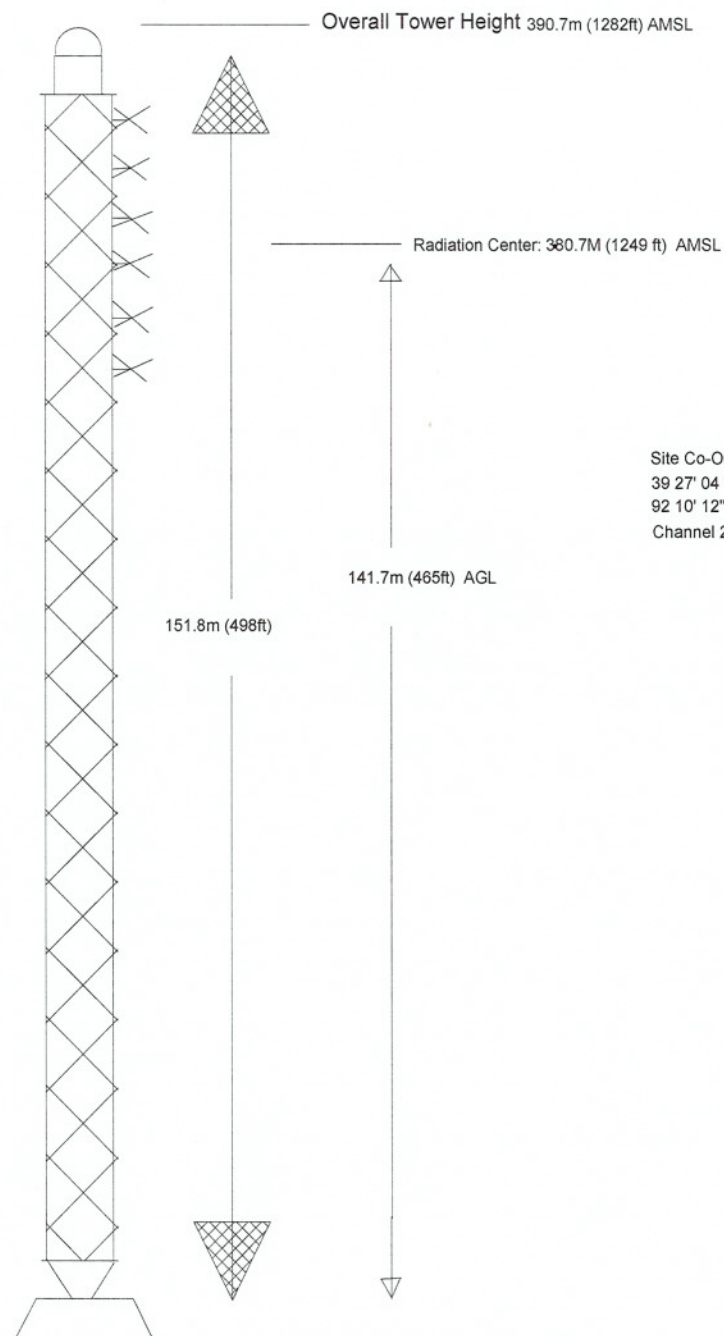 Overall Tower Height 390.7m (1282ft) AMSL
Radiation Center: 380.7M (1249 ft) AMSL
Site Co-O
39 27' 04
92 10' 12"
Channel 2
141.7m (465ft) AGL
151.8m (498ft)